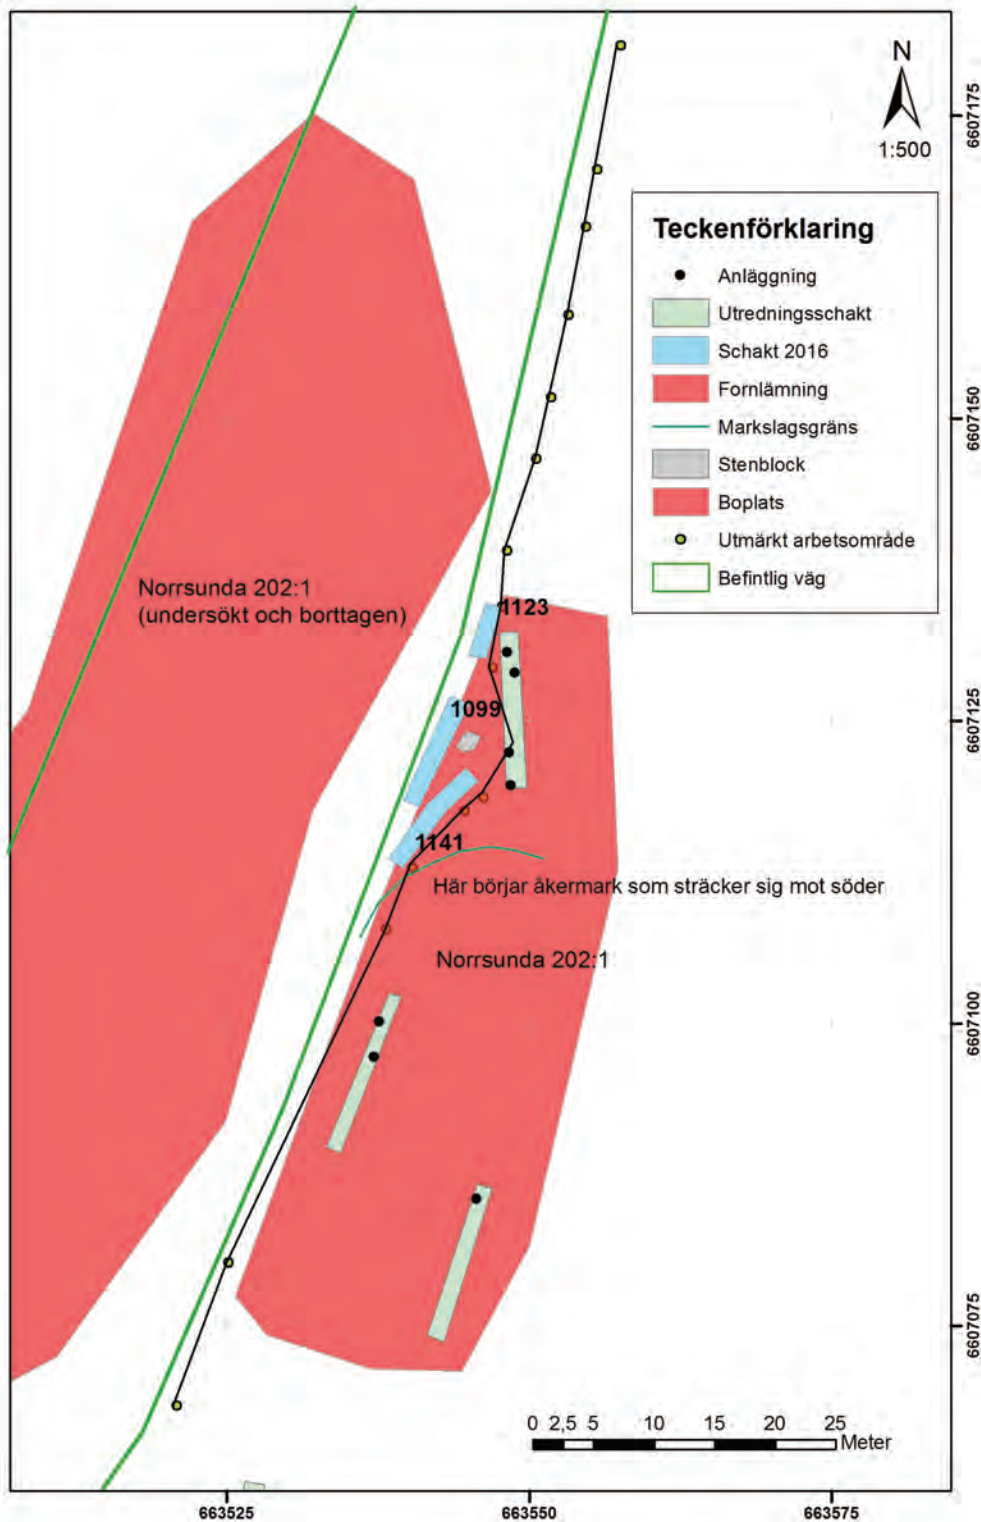 N
1:500
Teckenförklaring
Anläggning
Utredningsschakt
Schakt 2016
Fornlämning
Markslagsgräns
Stenblock
Boplats
Utmärkt arbetsområde
Befintlig väg
Norrsunda 202:1
(undersökt och borttagen)
1123
1099
1141
Här börjar åkermark som sträcker sig mot söder
Norrsunda 202:1
6607175
6607150
6607125
6607100
6607075
0 2,5 5 10 15 20 25
Meter
663525 663550 663575